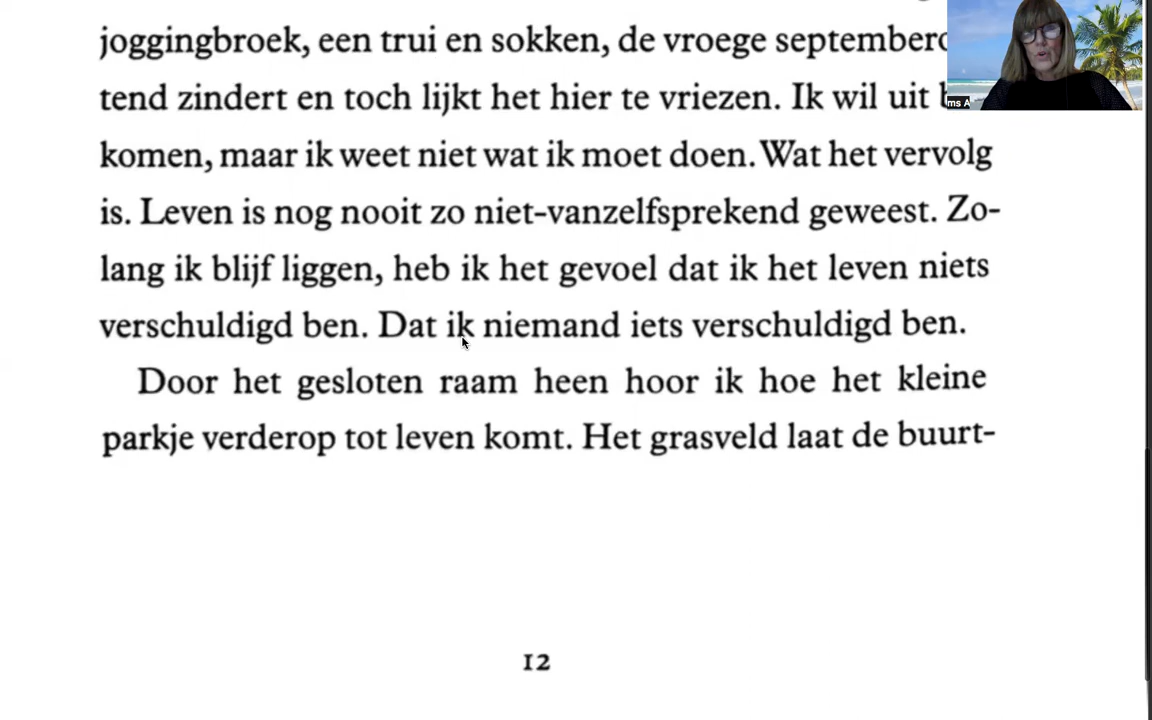 joggingbroek, een trui en sokken, de vroege
tend zindert en toch lijkt het hier te vriezen. Ik wil uit
komen, maar ik weet niet wat ik moet doen. Wat het vervolg
is. Leven is nog nooit zo niet-vanzelfsprekend geweest. Zo-
lang ik blijf liggen, heb ik het gevoel dat ik het leven niets
verschuldigd ben. Dat ik niemand iets verschuldigd ben.
Door het gesloten raam heen hoor ik hoe het kleine
parkje verderop tot leven komt. Het grasveld laat de buurt-
12
ms A